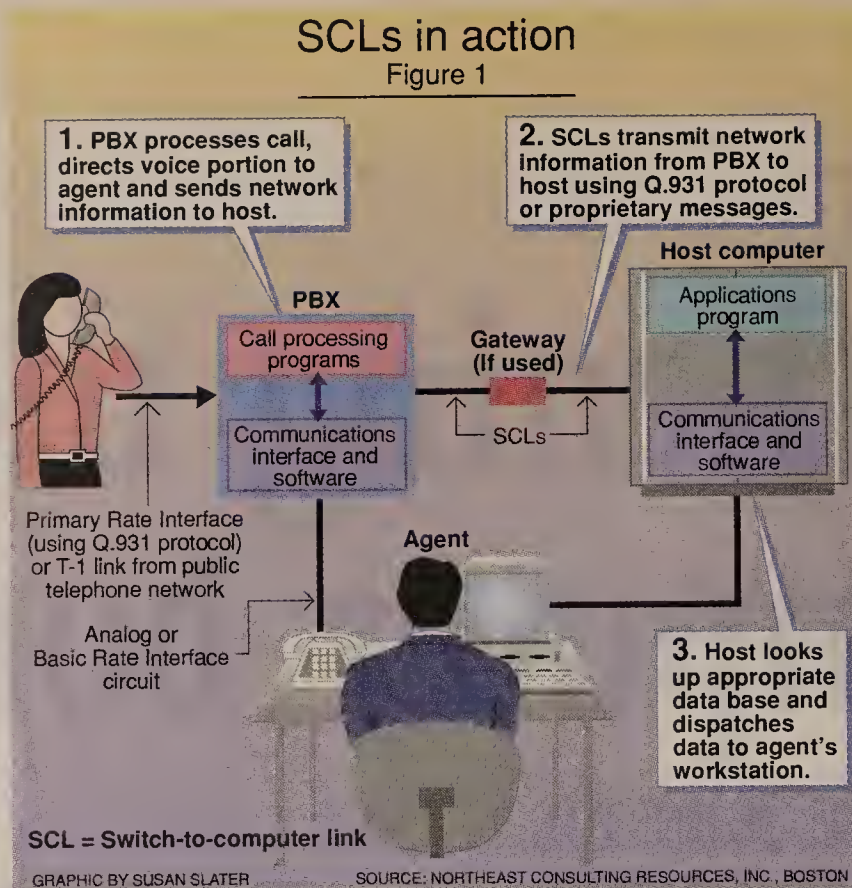 SCLs in action
Figure 1
1. PBX processes call,
directs voice portion to
agent and sends network
information to host.
2. SCLs transmit network
information from PBX to
host using Q.931 protocol
or proprietary messages.
Host computer
PBX
Call processing
programs
Communications
interface and
software
Gateway
(If used)
SCLs
Applications
program
Communications
interface and
software
Primary Rate Interface
(using Q.931 protocol)
or T-1 link from public
telephone network
Agent
Analog or
Basic Rate Interface
circuit
3. Host looks
up appropriate
data base and
dispatches
data to agent's
workstation.
SCL = Switch-to-computer link
GRAPHIC BY SUSAN SLATER
SOURCE: NORTHEAST CONSULTING RESOURCES, INC., BOSTON